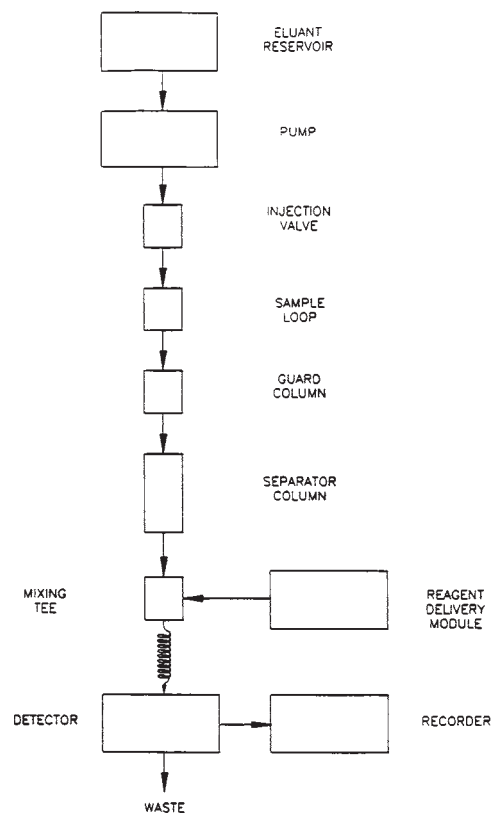 ELUANT
RESERVOIR
PUMP
INJECTION
VALVE
SAMPLE
LOOP
GUARD
COLUMN
SEPARATOR
COLUMN
MIXING
TEE
REAGENT
DELIVERY
MODULE
DETECTOR
RECORDER
WASTE